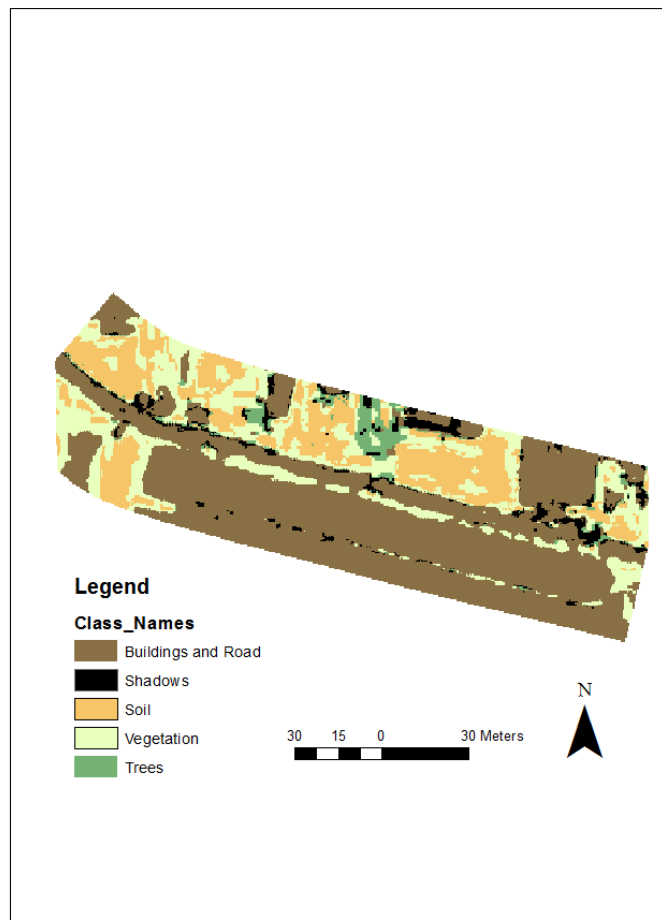 Legend
Class_Names
Buildings and Road
Shadows
Soil
Vegetation
Trees
N
30 15 0 30 Meters